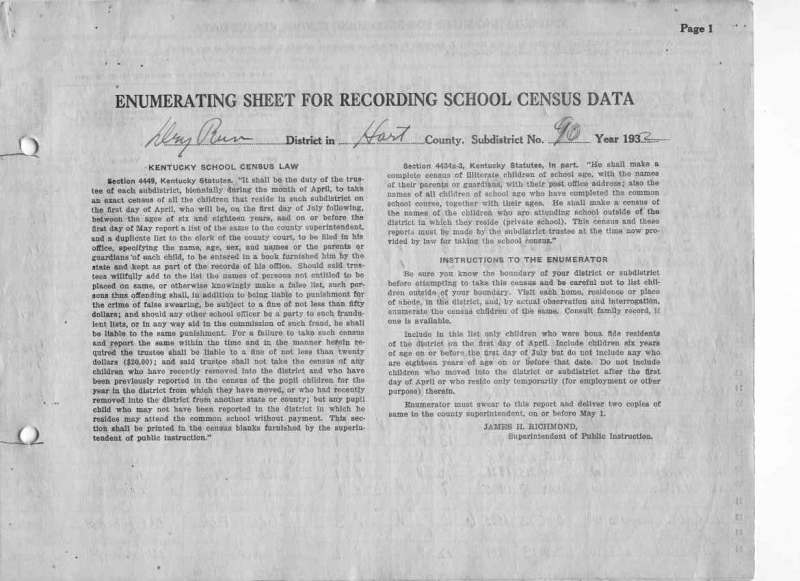 Page 1
ENUMERATING SHEET FOR RECORDING SCHOOL CENSUS DATA
Dry Run District in Hart County. Subdistrict No. 90 Year 1932
KENTUCKY SCHOOL CENSUS LAW
Section 4449, Kentucky Statutes. "It shall be the duty of the trus-
tee of each subdistrict, biennially during the month of April, to take
an exact census of all the children that reside in such subdistrict on
the first day of April, who will be, on the first day of July following,
between the ages of six and eighteen years, and on or before the
first day of May report a list of the same to the county superintendent,
and a duplicate list to the clerk of the county court, to be filed in his
office, specifying the name, age, sex, and names or the parents or
guardians of each child, to be entered in a book furnished him by the
state and kept as part of the records of his office. Should said trus-
tees willfully add to the list the names of persons not entitled to be
placed on same, or otherwise knowingly make a false list, such per-
sons thus offending shall, in addition to being liable to punishment for
the crime of false swearing, be subject to a fine of not less than fifty
dollars; and should any other school officer be a party to such fraudu-
lent lists, or in any way aid in the commission of such fraud, he shall
be liable to the same punishment. For a failure to take such census
and report the same within the time and in the manner herein re-
quired the trustee shall be liable to a fine of not less than twenty
dollars ($20.00); and said trustee shall not take the census of any
children who have recently removed into the district and who have
been previously reported in the census of the pupil children for the
year in the district from which they have moved, or who had recently
removed into the district from another state or county; but any pupil
child who may not have been reported in the district in which he
resides may attend the common school without payment. This sec-
tion shall be printed in the census blanks furnished by the superin-
tendent of public instruction."
Section 4434a-3, Kentucky Statutes, in part. "He shall make a
complete census of illiterate children of school age, with the names
of their parents or guardians, with their post office address; also the
names of all children of school age who have completed the common
school course, together with their ages. He shall make a census of
the names of the children who are attending school outside of the
district in which they reside (private school). This census and these
reports must be made by the subdistrict trustee at the time now pro-
vided by law for taking the school census."
INSTRUCTIONS TO THE ENUMERATOR
Be sure you know the boundary of your district or subdistrict
before attempting to take this census and be careful not to list chil-
dren outside of your boundary. Visit each home, residence or place
of abode, in the district, and, by actual observation and interrogation,
enumerate the census children of the same. Consult family record, if
one is available.
Include in this list only children who were bona fide residents
of the district on the first day of April. Include children six years
of age on or before the first day of July but do not include any who
are eighteen years of age on or before that date. Do not include
children who moved into the district or subdistrict after the first
day of April or who reside only temporarily (for employment or other
purpose) therein.
Enumerator must swear to this report and deliver two copies of
same to the county superintendent, on or before May 1.
JAMES H. RICHMOND,
Superintendent of Public Instruction.